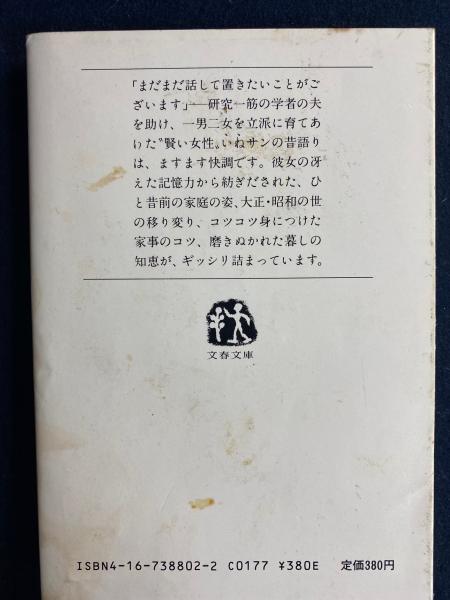 「まだまだ話して置きたいことがご
ざいます」──研究一筋の学者の夫
を助け、一男二女を立派に育てあ
げた〝賢い女性〟いねサンの昔語り
は、ますます快調です。彼女の冴
えた記憶力から紡ぎだされた、ひ
と昔前の家庭の姿、大正・昭和の世
の移り変り、コツコツ身につけた
家事のコツ、磨きぬかれた暮しの
知恵が、ギッシリ詰まっています。
文春文庫
ISBN4-16-738802-2 C0177 ¥380E 定価380円